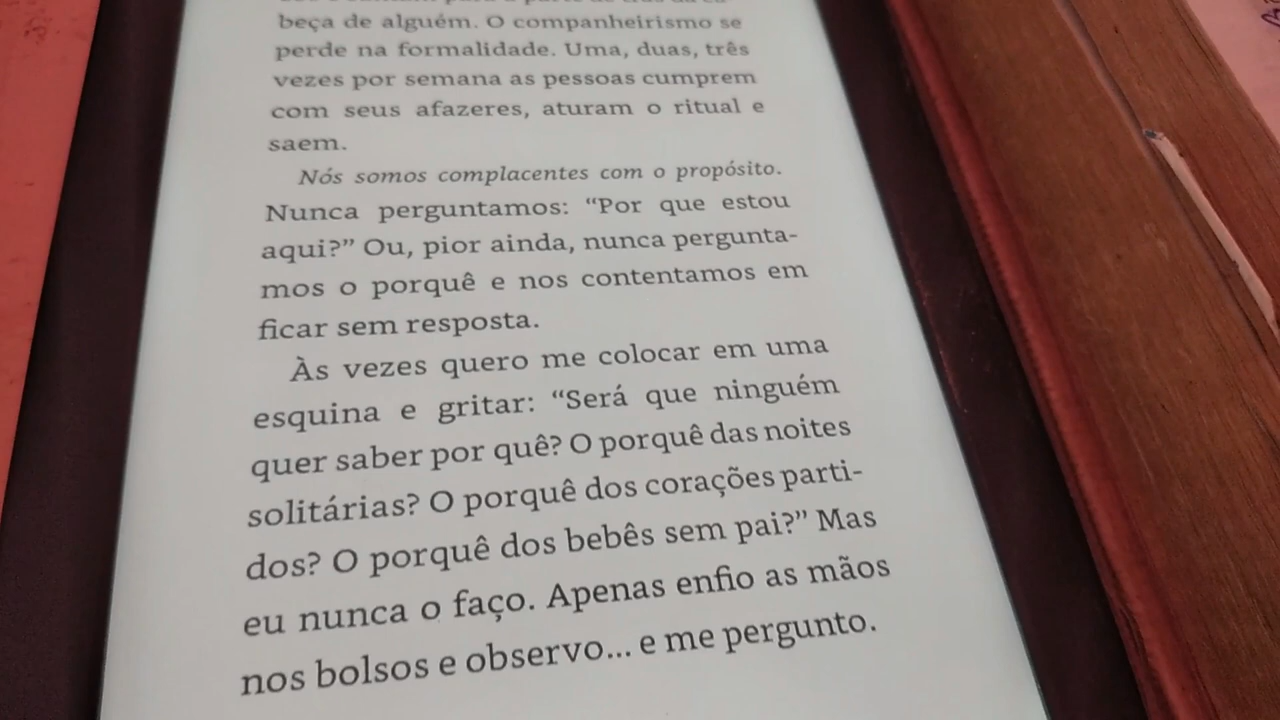 beça de alguém. O companheirismo se
perde na formalidade. Uma, duas, três
vezes por semana as pessoas cumprem
com seus afazeres, aturam o ritual e
saem.
Nós somos complacentes com o propósito.
Nunca perguntamos: “Por que estou
aqui?” Ou, pior ainda, nunca pergunta-
mos o porquê e nos contentamos em
ficar sem resposta.
Às vezes quero me colocar em uma
esquina e gritar: “Será que ninguém
quer saber por quê? O porquê das noites
solitárias? O porquê dos corações parti-
dos? O porquê dos bebês sem pai?” Mas
eu nunca o faço. Apenas enfio as mãos
nos bolsos e observo... e me pergunto.